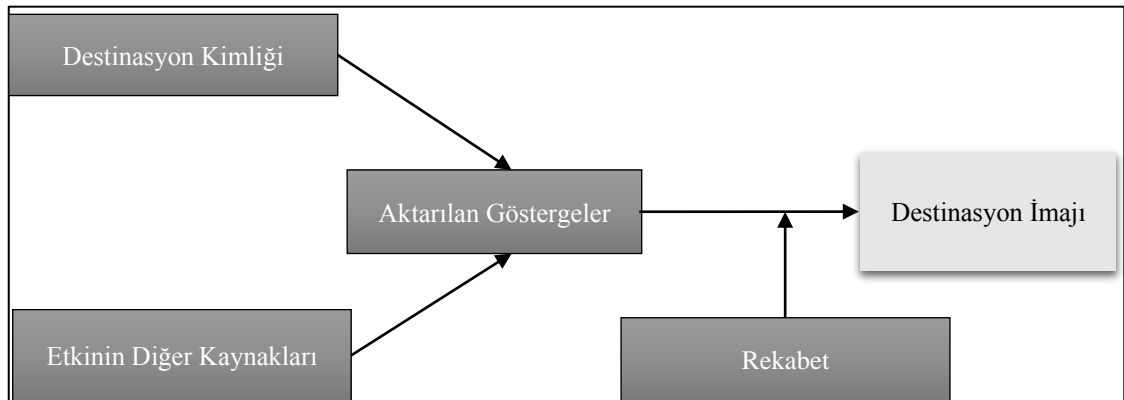 Destinasyon Kimliği
Aktarılan Göstergeler
Destinasyon İmajı
Etkinin Diğer Kaynakları
Rekabet